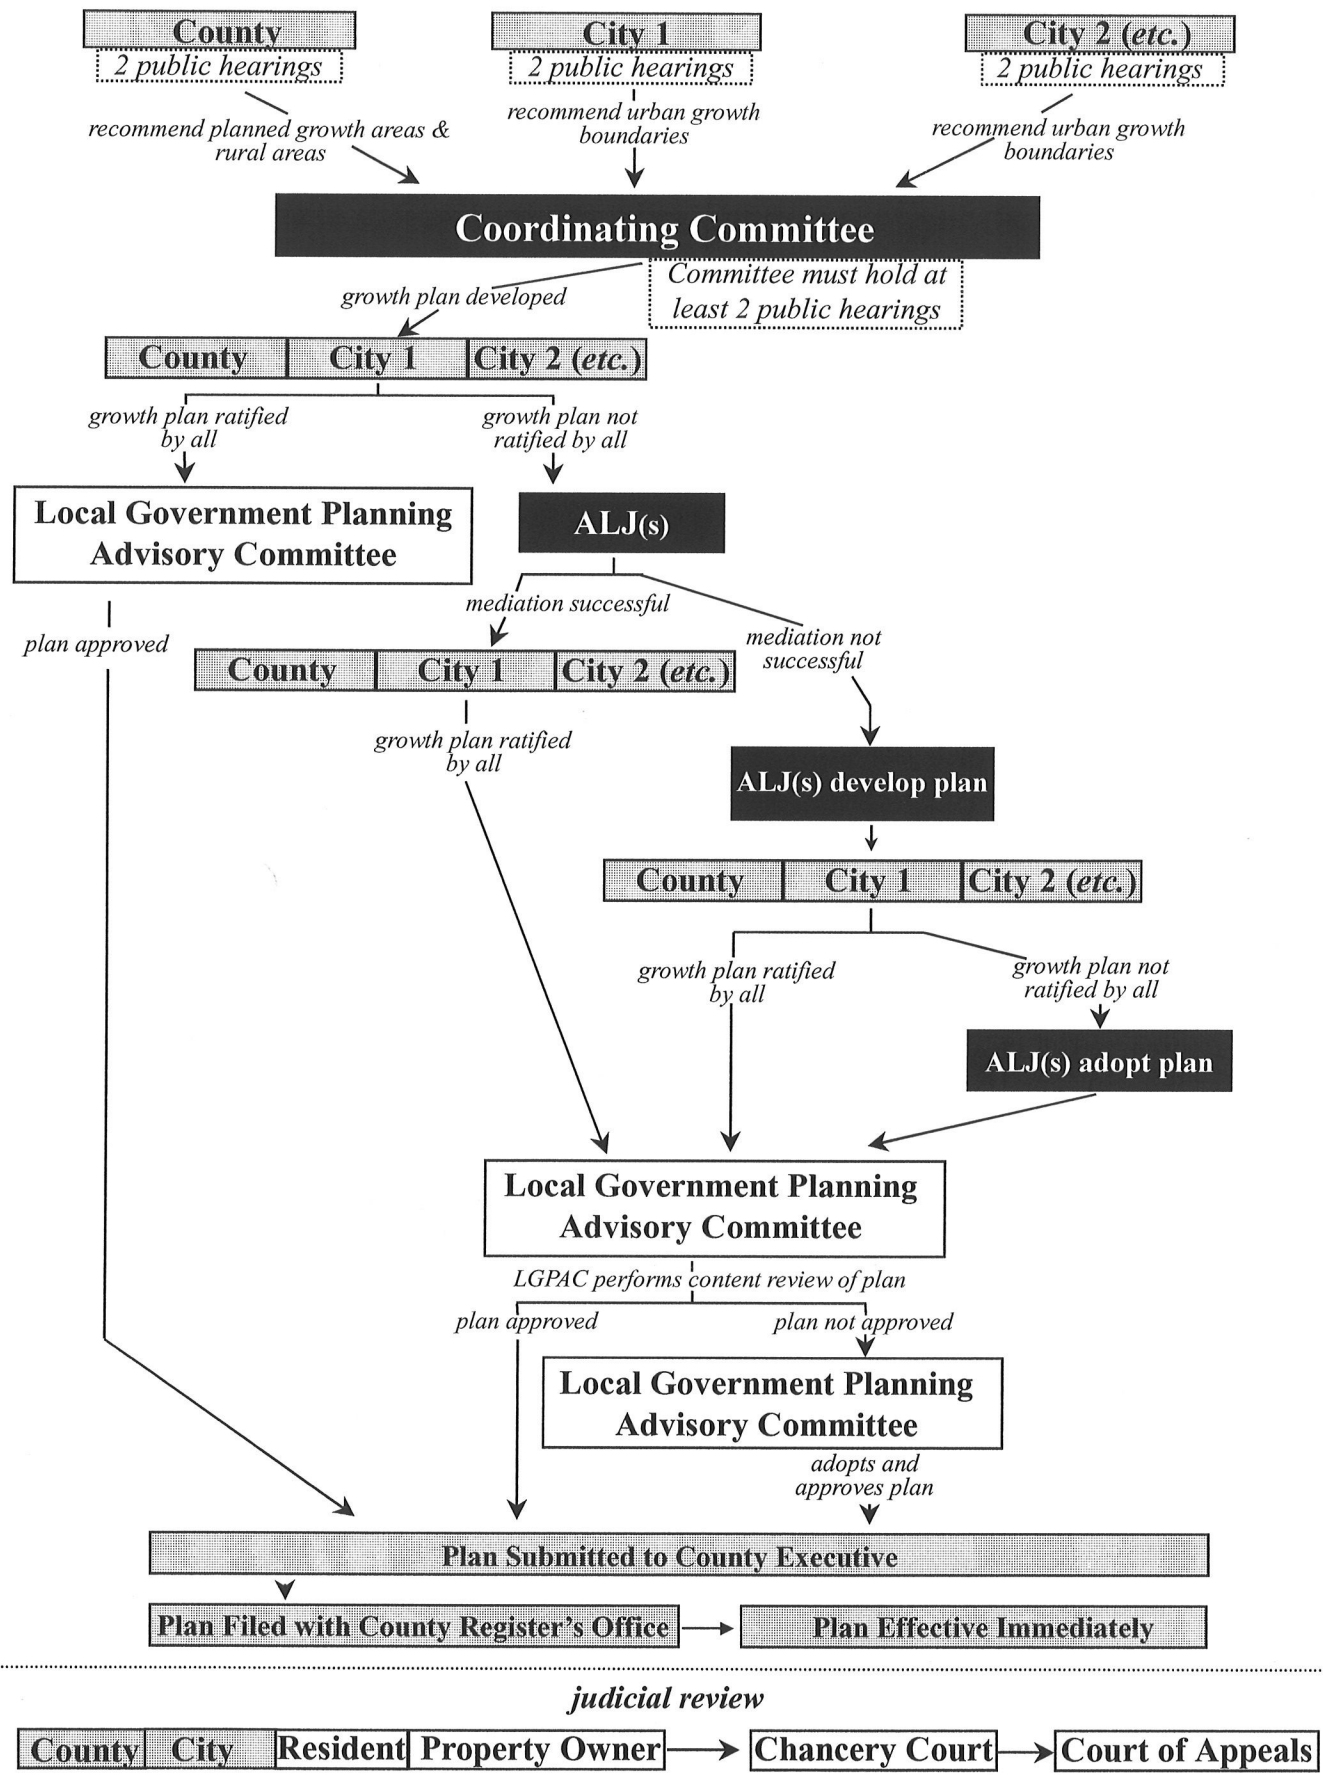 County
2 public hearings
recommend planned growth areas &
rural areas
City 1
2 public hearings
recommend urban growth
boundaries
City 2 (etc.)
2 public hearings
recommend urban growth
boundaries
Coordinating Committee
Committee must hold at
least 2 public hearings
growth plan developed
County City 1 City 2 (etc.)
growth plan ratified
by all
growth plan not
ratified by all
Local Government Planning
Advisory Committee
ALJ(s)
plan approved
mediation successful
mediation not
successful
County City 1 City 2 (etc.)
growth plan ratified
by all
ALJ(s) develop plan
County City 1 City 2 (etc.)
growth plan ratified
by all
growth plan not
ratified by all
ALJ(s) adopt plan
Local Government Planning
Advisory Committee
LGPAC performs content review of plan
plan approved
plan not approved
Local Government Planning
Advisory Committee
adopts and
approves plan
Plan Submitted to County Executive
Plan Filed with County Register's Office
Plan Effective Immediately
judicial review
County City Resident Property Owner Chancery Court Court of Appeals